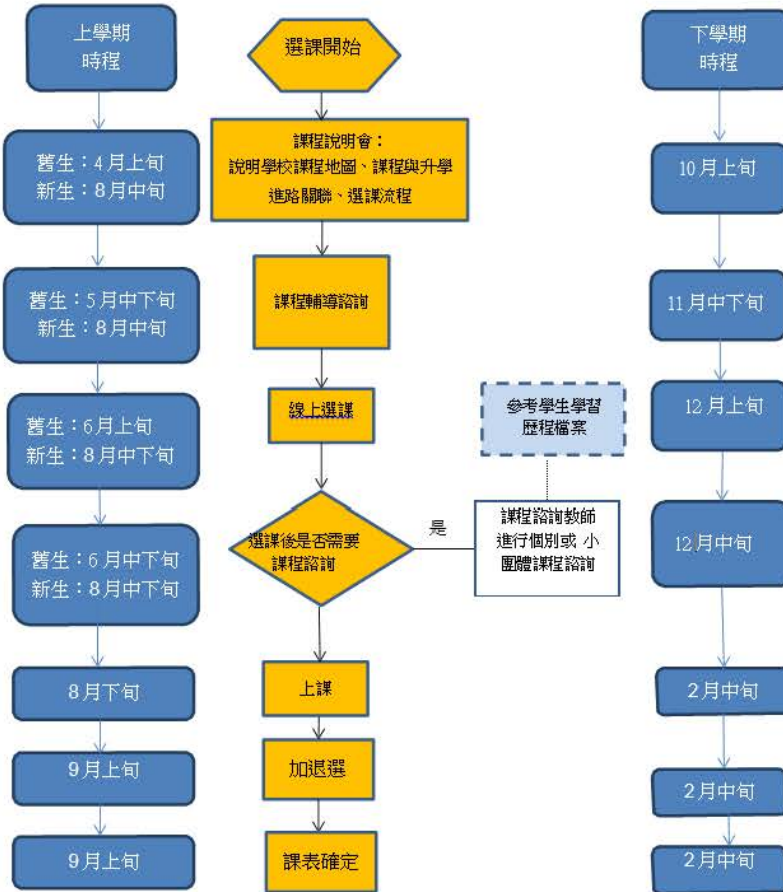 上學期
時程
舊生：4月上旬
新生：8月中旬
舊生：5月中下旬
新生：8月中旬
舊生：6月上旬
新生：8月中下旬
舊生：6月中下旬
新生：8月中下旬
8月下旬
9月上旬
9月上旬
選課開始
課程說明會：
說明學校課程地圖、課程與升學
進路關聯、選課流程
課程輔導諮詢
線上選課
選課後是否需要
課程諮詢
是
參考學生學習
歷程檔案
課程諮詢教師
進行個別或 小
團體課程諮詢
上課
加退選
課表確定
下學期
時程
10月上旬
11月中下旬
12月上旬
12月中旬
2月中旬
2月中旬
2月中旬